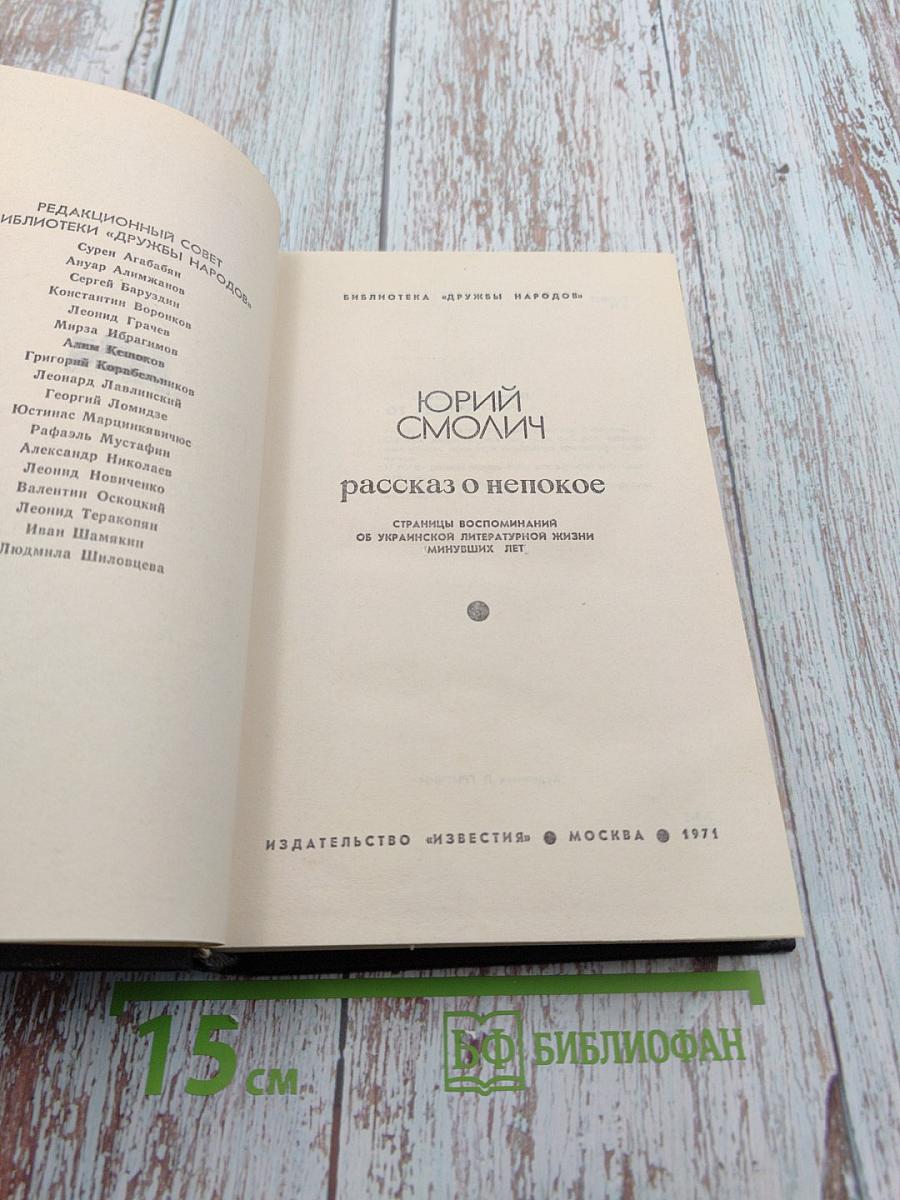 РЕДАКЦИОННЫЙ СОВЕТ
БИБЛИОТЕКИ «ДРУЖБЫ НАРОДОВ»
Сурен Агабабян
Ануар Алимжанов
Сергей Баруздин
Константин Воронков
Леонид Грачев
Мирза Ибрагимов
Алим Кешоков
Григорий Корабельников
Леонард Лавлинский
Георгий Ломидзе
Юстинас Марцинкявичюс
Рафаэль Мустафин
Александр Николаев
Леонид Новиченко
Валентин Оскоцкий
Леонид Теракопян
Иван Шамякин
Людмила Шиловцева
БИБЛИОТЕКА «ДРУЖБЫ НАРОДОВ»
ЮРИЙ
СМОЛИЧ
рассказ о непокое
СТРАНИЦЫ ВОСПОМИНАНИЙ
ОБ УКРАИНСКОЙ ЛИТЕРАТУРНОЙ ЖИЗНИ
МИНУВШИХ ЛЕТ
ИЗДАТЕЛЬСТВО «ИЗВЕСТИЯ» ● МОСКВА ● 1971
15 см
БФ БИБЛИОФАН